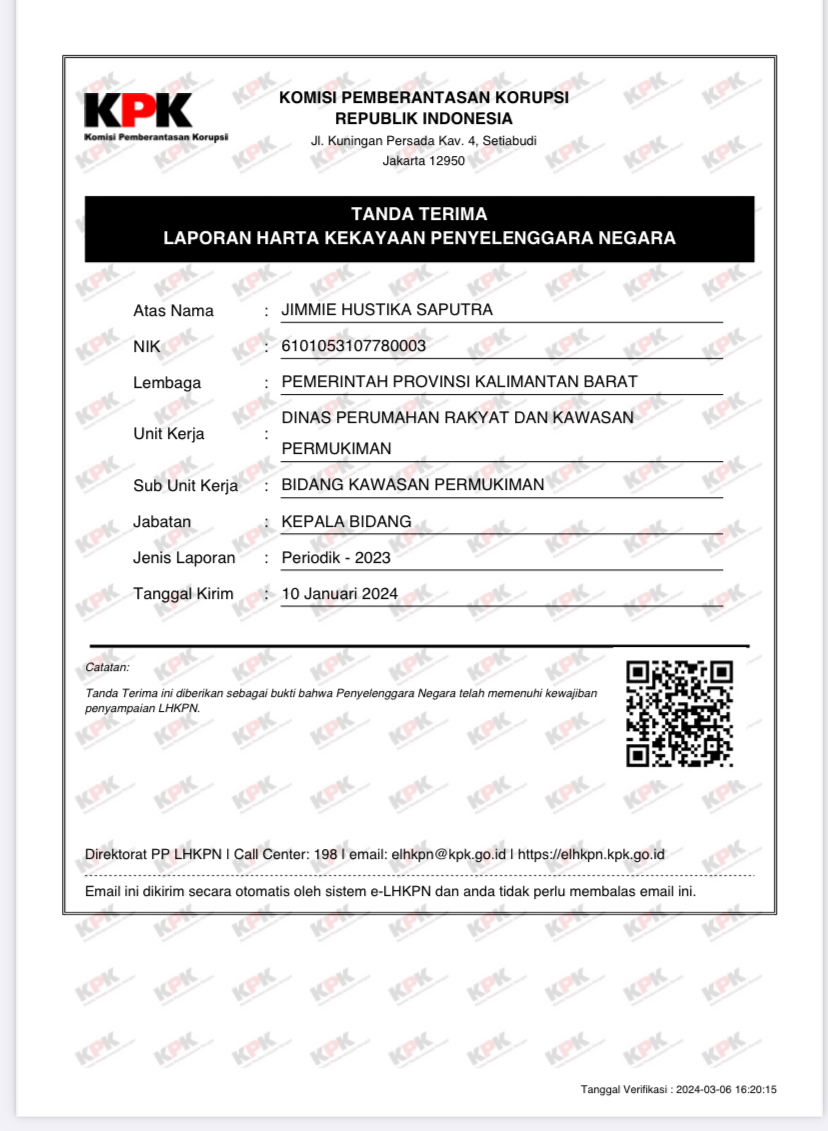 KPK
Komisi Pemberantasan Korupsi
KOMISI PEMBERANTASAN KORUPSI
REPUBLIK INDONESIA
Jl. Kuningan Persada Kav. 4, Setiabudi
Jakarta 12950
TANDA TERIMA
LAPORAN HARTA KEKAYAAN PENYELENGGARA NEGARA
Atas Nama : JIMMIE HUSTIKA SAPUTRA
NIK : 6101053107780003
Lembaga : PEMERINTAH PROVINSI KALIMANTAN BARAT
Unit Kerja : DINAS PERUMAHAN RAKYAT DAN KAWASAN
PERMUKIMAN
Sub Unit Kerja : BIDANG KAWASAN PERMUKIMAN
Jabatan : KEPALA BIDANG
Jenis Laporan : Periodik - 2023
Tanggal Kirim : 10 Januari 2024
Catatan:
Tanda Terima ini diberikan sebagai bukti bahwa Penyelenggara Negara telah memenuhi kewajiban
penyampaian LHKPN.
Direktorat PP LHKPN | Call Center: 198 | email: elhkpn@kpk.go.id | https://elhkpn.kpk.go.id
Email ini dikirim secara otomatis oleh sistem e-LHKPN dan anda tidak perlu membalas email ini.
Tanggal Verifikasi : 2024-03-06 16:20:15